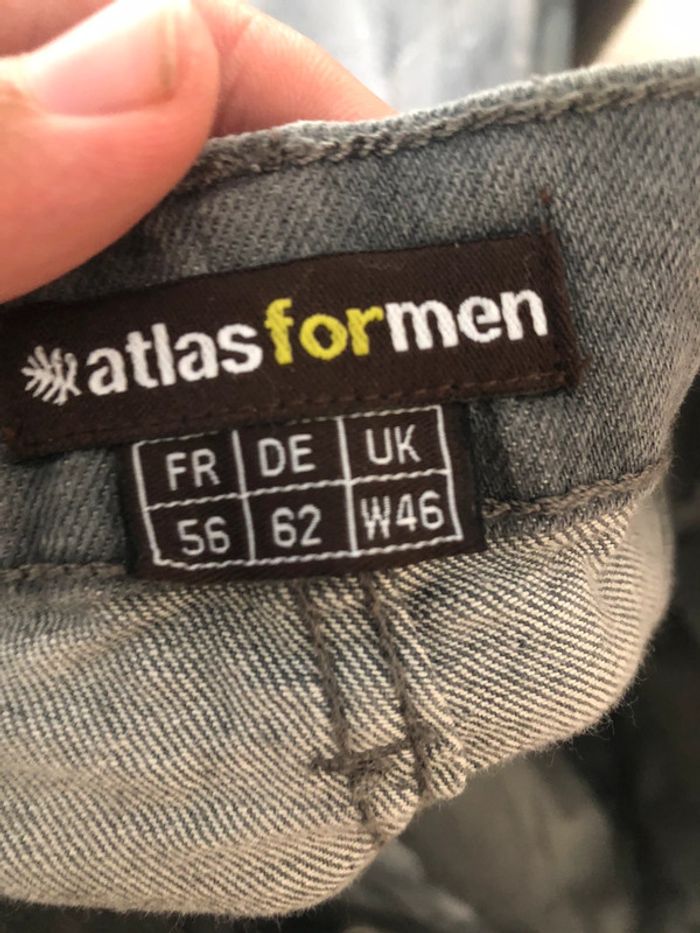 atlasformen
FR DE UK
56 62 W46